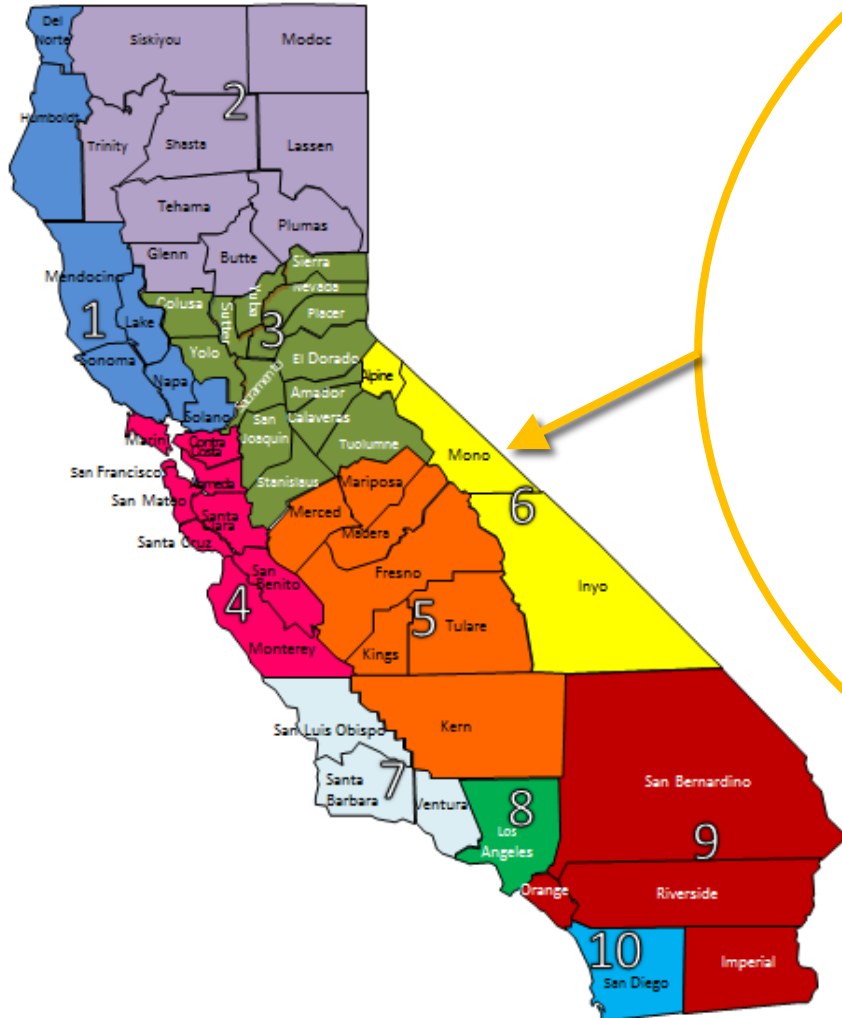 Del
Norte
Siskiyou
Modoc
2
Humboldt
Trinity
Shasta
Lassen
Tehama
Plumas
Glenn
Butte
Sierra
Mendocino
Nevada
Colusa
Sutter
Yuba
Placer
1
Lake
3
Yolo
El Dorado
Sonoma
Napa
Sacramento
Alpine
Amador
Solano
San
Joaquin
Calaveras
Marin
Contra
Costa
Tuolumne
Mono
San Francisco
Stanislaus
Mariposa
San Mateo
Santa
Clara
Merced
6
Santa Cruz
Madera
San
Benito
Fresno
Inyo
4
5
Tulare
Monterey
Kings
San Luis Obispo
Kern
7
Santa
Barbara
Ventura
8
Los
Angeles
San Bernardino
9
Orange
Riverside
10
San Diego
Imperial